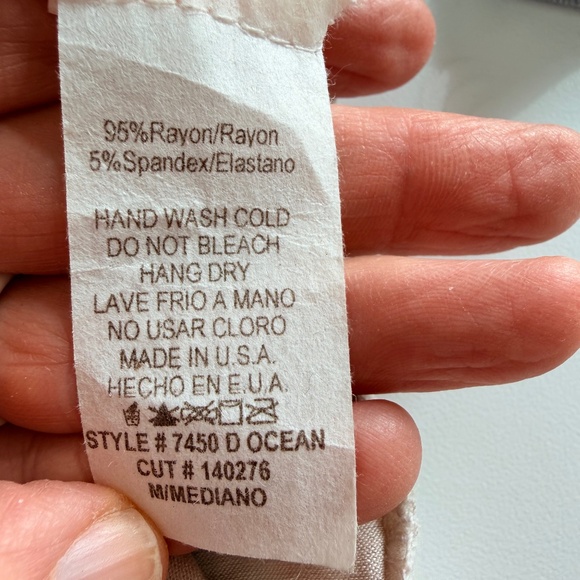 95%Rayon/Rayon
5%Spandex/Elastano
HAND WASH COLD
DO NOT BLEACH
HANG DRY
LAVE FRIO A MANO
NO USAR CLORO
MADE IN U.S.A.
HECHO EN E.U.A.
STYLE # 7450 D OCEAN
CUT # 140276
M/MEDIANO